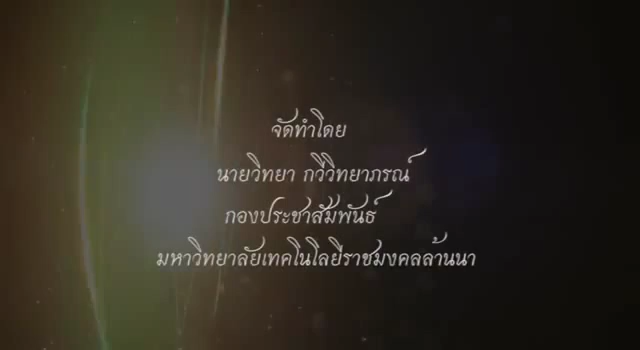 จัดทำโดย
นายวิทยา กวีวิทยาภรณ์
กองประชาสัมพันธ์
มหาวิทยาลัยเทคโนโลยีราชมงคลล้านนา